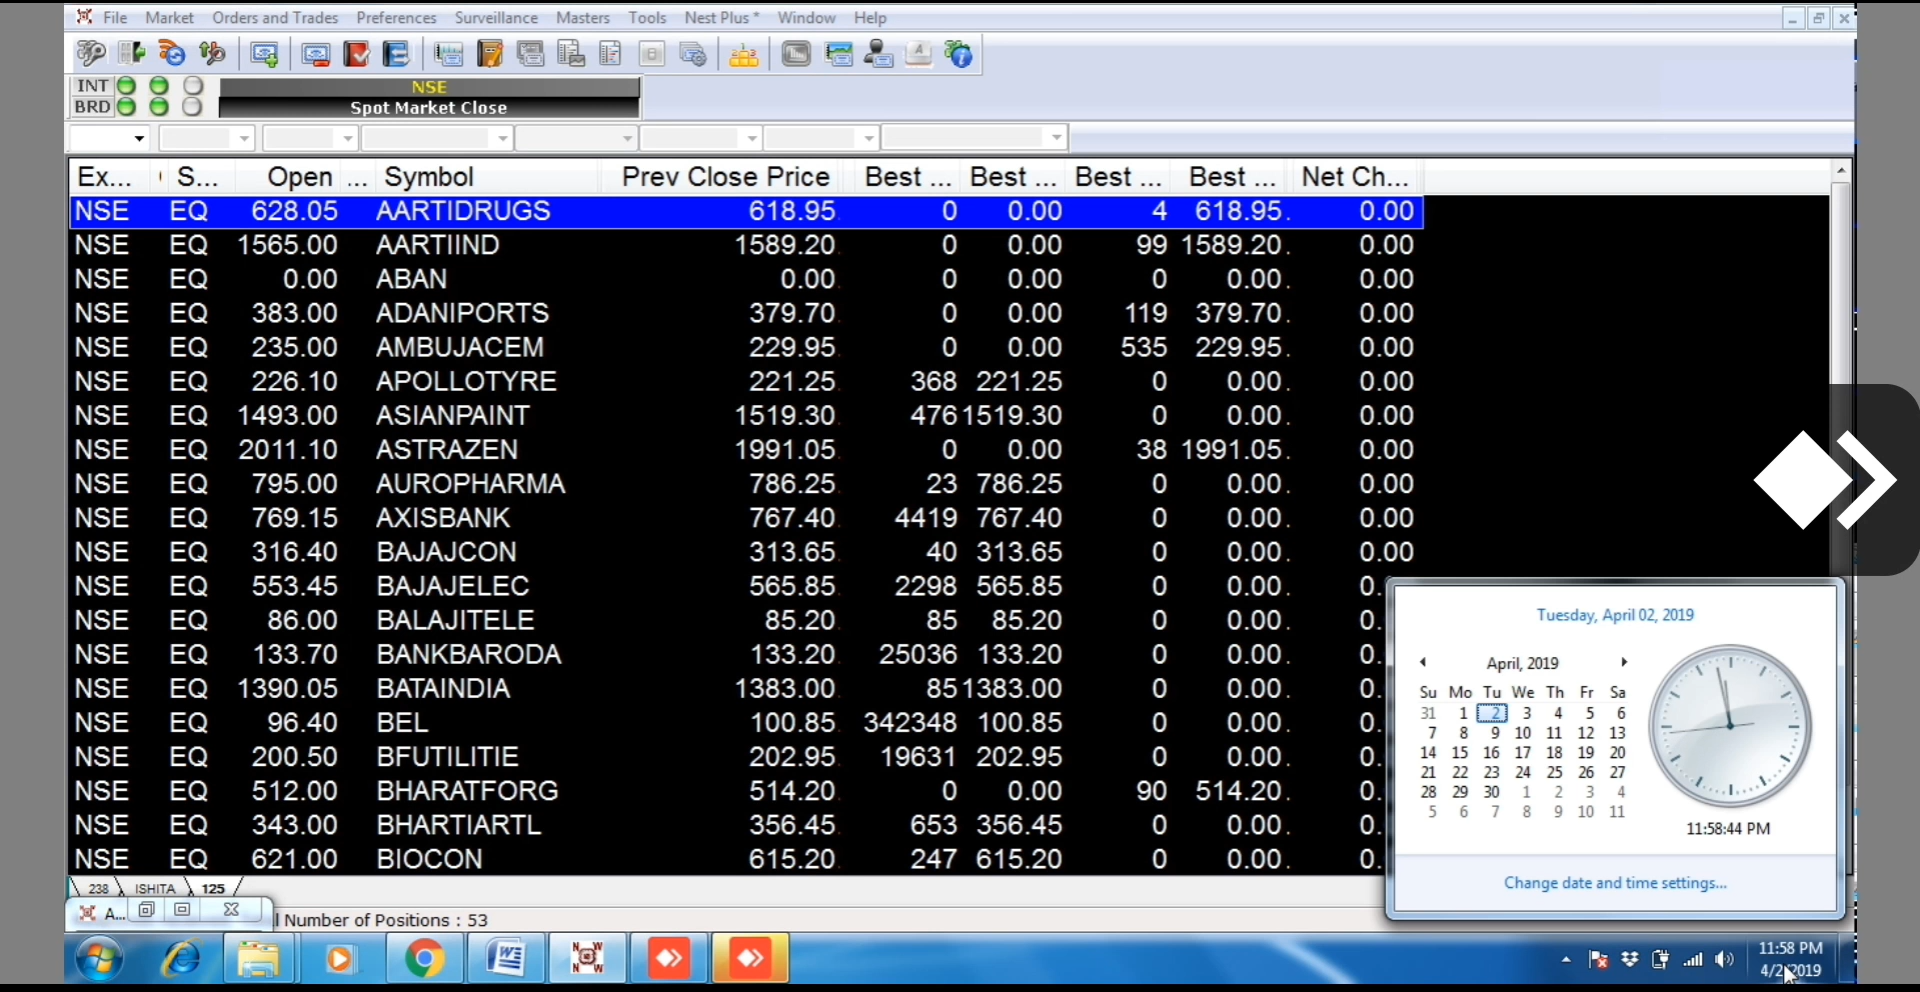 File Market Orders and Trades Preferences Surveillance Masters Tools Nest Plus * Window Help
INT
NSE
BRD
Spot Market Close
Ex... S... Open ... Symbol Prev Close Price Best ... Best ... Best ... Best ... Net Ch...
NSE EQ 628.05 AARTIDRUGS 618.95 0 0.00 4 618.95. 0.00
NSE EQ 1565.00 AARTIIND 1589.20 0 0.00 99 1589.20. 0.00
NSE EQ 0.00 ABAN 0.00 0 0.00 0 0.00. 0.00
NSE EQ 383.00 ADANIPORTS 379.70 0 0.00 119 379.70. 0.00
NSE EQ 235.00 AMBUJACEM 229.95 0 0.00 535 229.95. 0.00
NSE EQ 226.10 APOLLOTYRE 221.25 368 221.25 0 0.00. 0.00
NSE EQ 1493.00 ASIANPAINT 1519.30 476 1519.30 0 0.00. 0.00
NSE EQ 2011.10 ASTRAZEN 1991.05 0 0.00 38 1991.05. 0.00
NSE EQ 795.00 AUROPHARMA 786.25 23 786.25 0 0.00. 0.00
NSE EQ 769.15 AXISBANK 767.40 4419 767.40 0 0.00. 0.00
NSE EQ 316.40 BAJAJCON 313.65 40 313.65 0 0.00. 0.00
NSE EQ 553.45 BAJAJELEC 565.85 2298 565.85 0 0.00. 0.
NSE EQ 86.00 BALAJITELE 85.20 85 85.20 0 0.00. 0.
NSE EQ 133.70 BANKBARODA 133.20 25036 133.20 0 0.00. 0.
NSE EQ 1390.05 BATAINDIA 1383.00 85 1383.00 0 0.00. 0.
NSE EQ 96.40 BEL 100.85 342348 100.85 0 0.00. 0.
NSE EQ 200.50 BFUTILITIE 202.95 19631 202.95 0 0.00. 0.
NSE EQ 512.00 BHARATFORG 514.20 0 0.00 90 514.20. 0.
NSE EQ 343.00 BHARTIARTL 356.45 653 356.45 0 0.00. 0.
NSE EQ 621.00 BIOCON 615.20 247 615.20 0 0.00. 0.
Tuesday, April 02, 2019
April, 2019
Su Mo Tu We Th Fr Sa
31 1 2 3 4 5 6
7 8 9 10 11 12 13
14 15 16 17 18 19 20
21 22 23 24 25 26 27
28 29 30 1 2 3 4
5 6 7 8 9 10 11
11:58:44 PM
Change date and time settings...
238 ISHITA 125
A...
l Number of Positions : 53
11:58 PM
4/2/2019